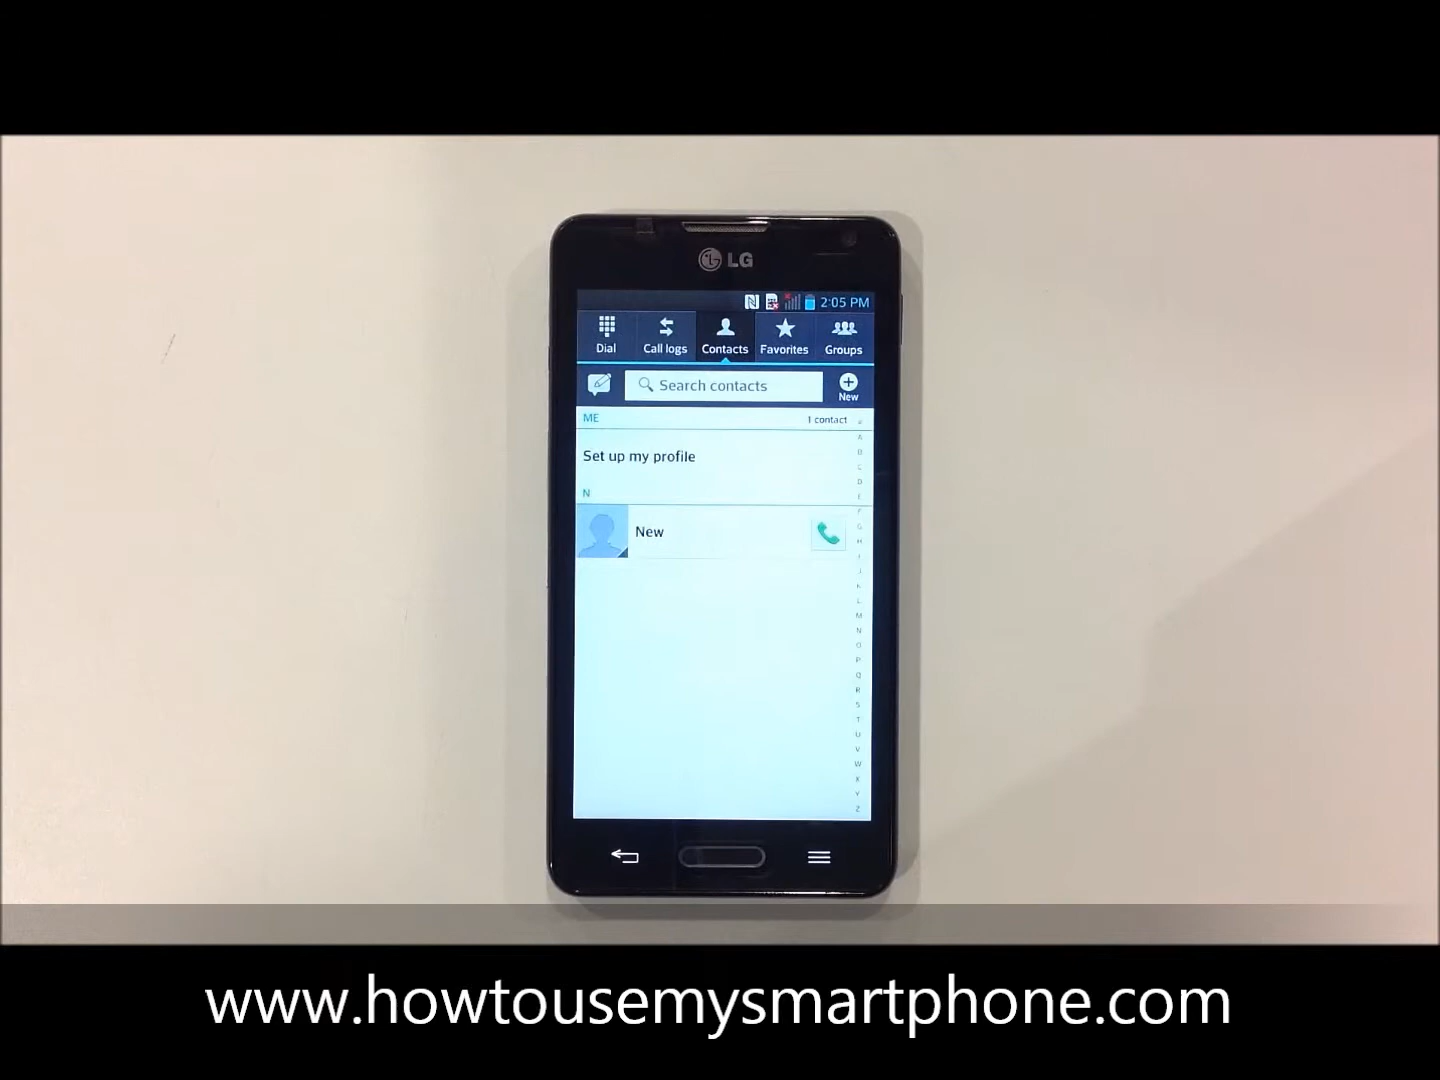 LG
2:05 PM
Dial Call logs Contacts Favorites Groups
Search contacts New
ME 1 contact
#
A
B
C
D
E
F
G
H
I
J
K
L
M
N
O
P
Q
R
S
T
U
V
W
X
Y
Z
Set up my profile
N
New
www.howtousemysmartphone.com